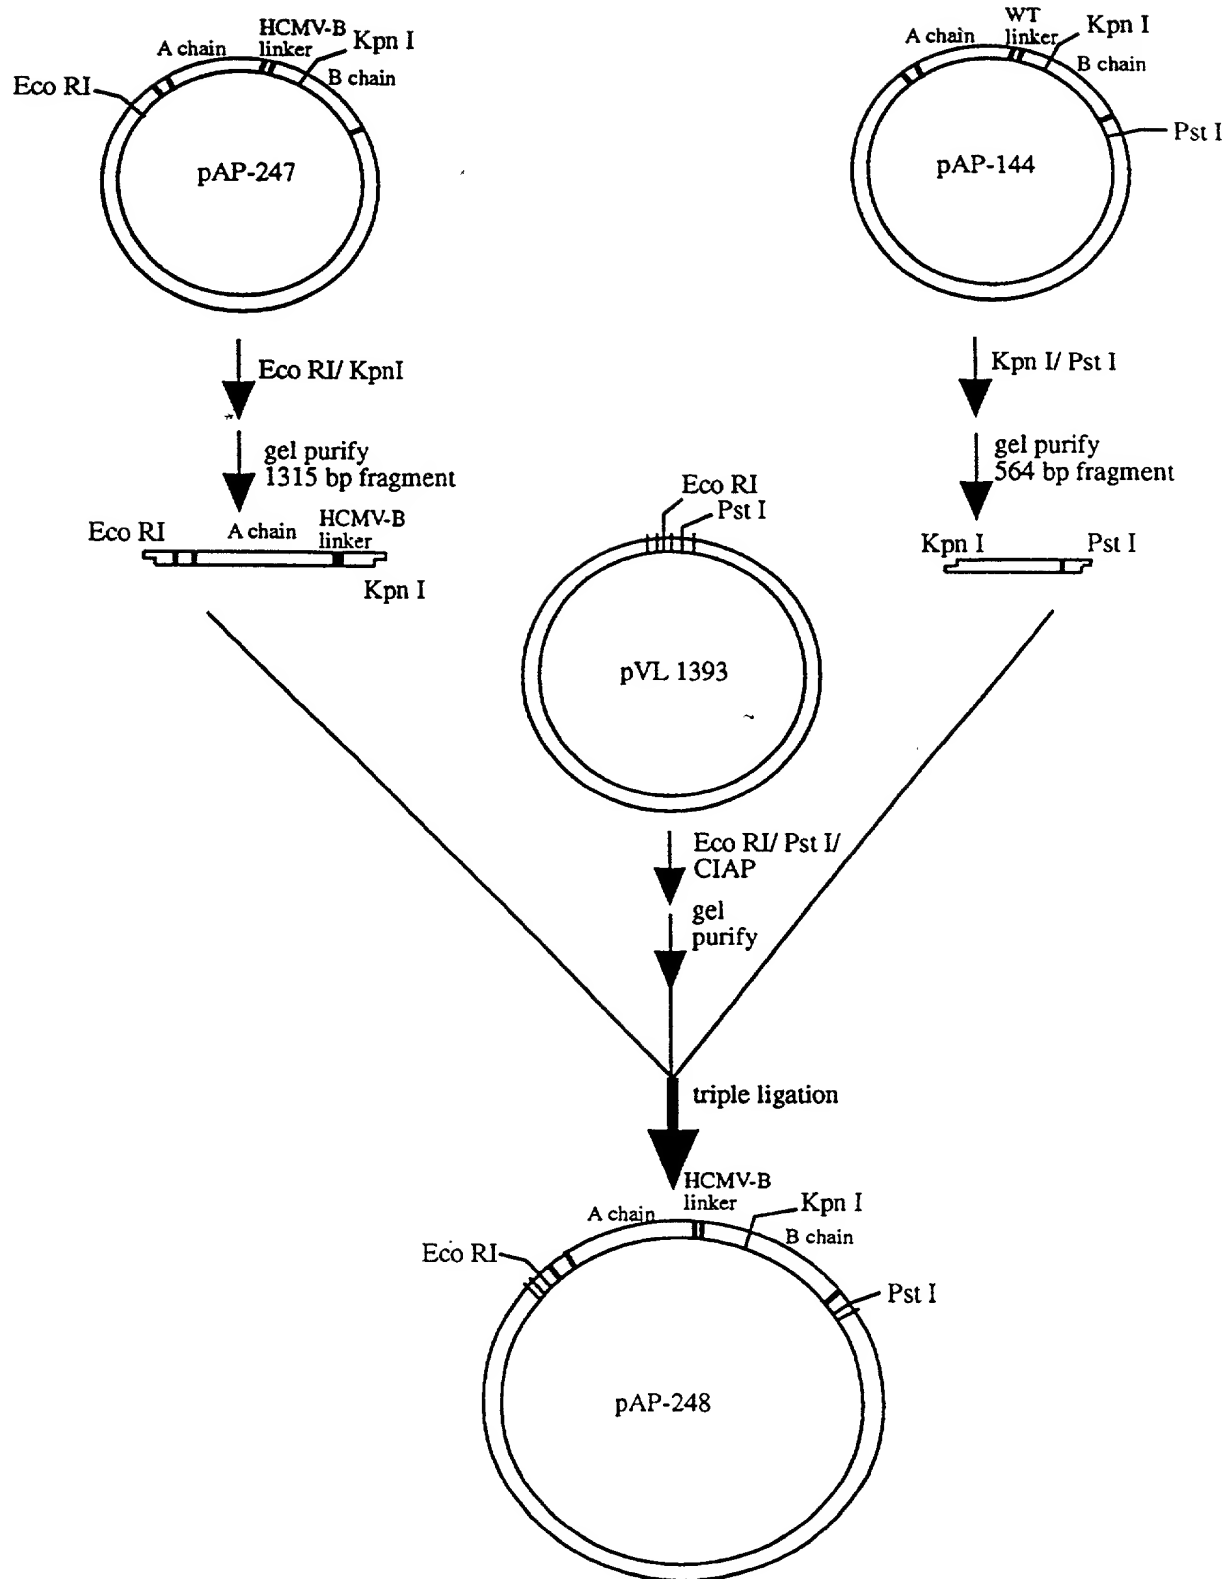 HCMV-B
linker
A chain
Kpn I
B chain
Eco RI
pAP-247
WT
linker
A chain
Kpn I
B chain
Pst I
pAP-144
Eco RI/ KpnI
gel purify
1315 bp fragment
Kpn I/ Pst I
gel purify
564 bp fragment
Eco RI
A chain
HCMV-B
linker
Kpn I
Eco RI
Pst I
Kpn I
Pst I
pVL 1393
Eco RI/ Pst I/
CIAP
gel
purify
triple ligation
HCMV-B
linker
A chain
Kpn I
B chain
Eco RI
Pst I
pAP-248